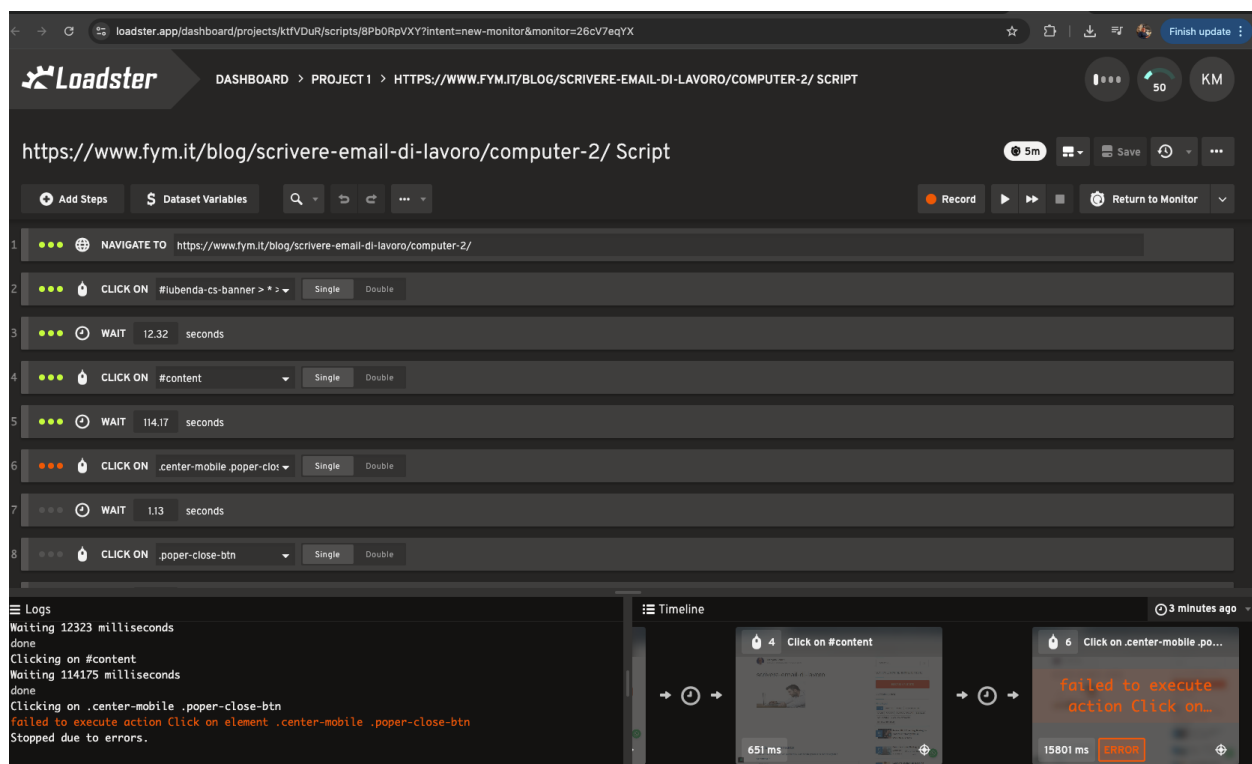 loadster.app/dashboard/projects/ktfVDuR/scripts/8Pb0RpVXY?intent=new-monitor&monitor=26cV7eqYX
Finish update
Loadster
DASHBOARD > PROJECT 1 > HTTPS://WWW.FYM.IT/BLOG/SCRIVERE-EMAIL-DI-LAVORO/COMPUTER-2/ SCRIPT
50
KM
https://www.fym.it/blog/scrivere-email-di-lavoro/computer-2/ Script
5m
Save
Add Steps
$ Dataset Variables
Record
Return to Monitor
1 NAVIGATE TO https://www.fym.it/blog/scrivere-email-di-lavoro/computer-2/
2 CLICK ON #iubenda-cs-banner > * > Single Double
3 WAIT 12.32 seconds
4 CLICK ON #content Single Double
5 WAIT 114.17 seconds
6 CLICK ON .center-mobile .poper-clos Single Double
7 WAIT 1.13 seconds
8 CLICK ON .poper-close-btn Single Double
Logs
Waiting 12323 milliseconds
done
Clicking on #content
Waiting 114175 milliseconds
done
Clicking on .center-mobile .poper-close-btn
failed to execute action Click on element .center-mobile .poper-close-btn
Stopped due to errors.
Timeline
3 minutes ago
4 Click on #content
651 ms
6 Click on .center-mobile .po...
failed to execute
action Click on…
15801 ms ERROR